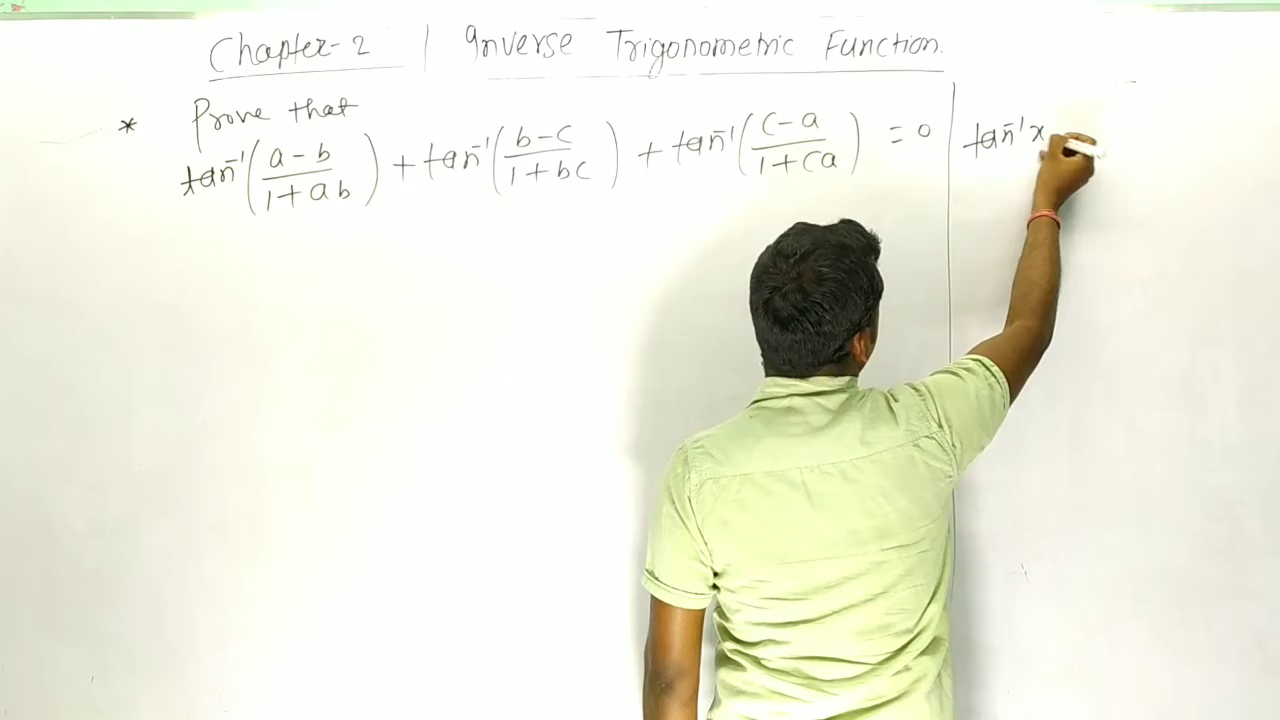 Chapter-2 | Inverse Trigonometric Function.
* Prove that
tan⁻¹(a-b/1+ab) + tan⁻¹(b-c/1+bc) + tan⁻¹(c-a/1+ca) = 0
tan⁻¹x